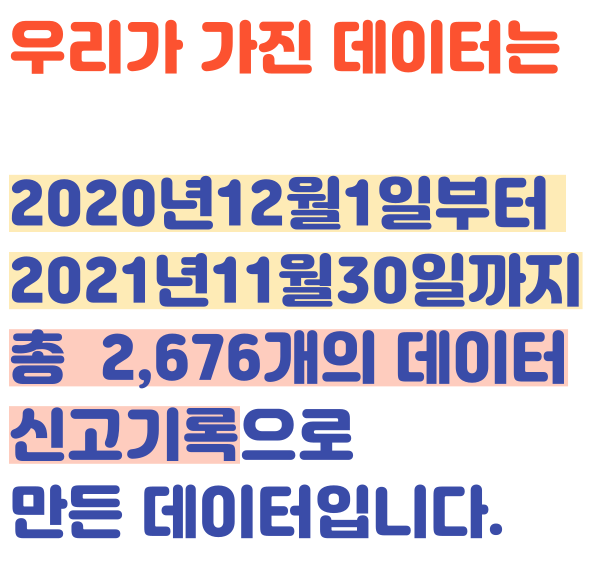 우리가 가진 데이터는
2020년12월1일부터
2021년11월30일까지
총 2,676개의 데이터
신고기록으로
만든 데이터입니다.